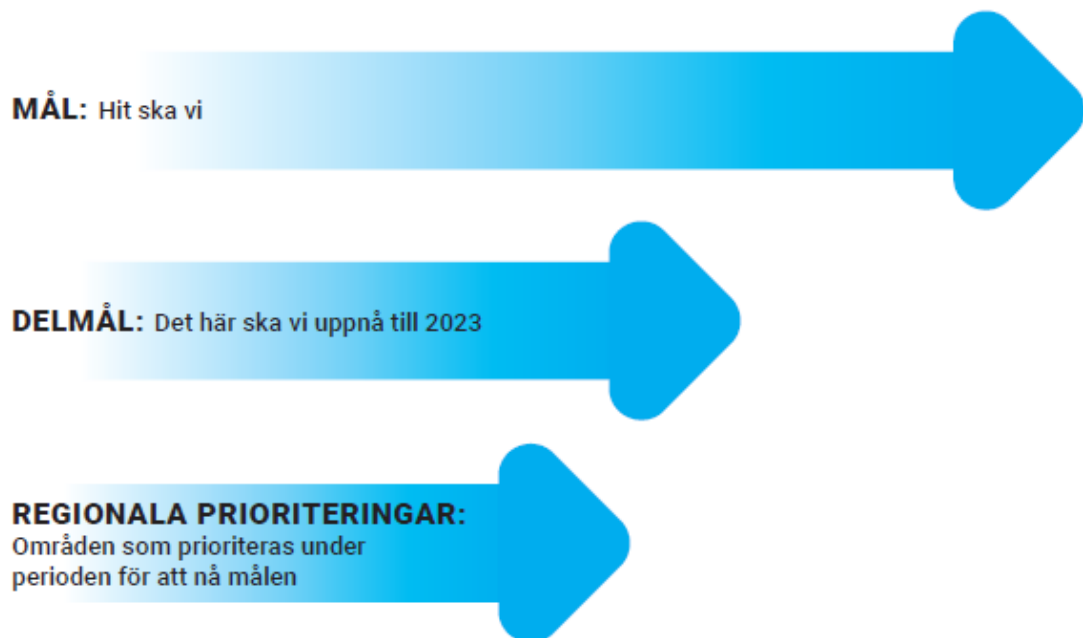 MÅL: Hit ska vi
DELMÅL: Det här ska vi uppnå till 2023
REGIONALA PRIORITERINGAR:
Områden som prioriteras under
perioden för att nå målen